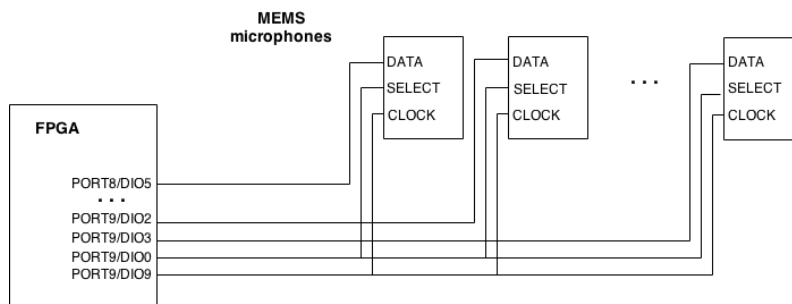 MEMS
microphones
DATA
SELECT
CLOCK
DATA
SELECT
CLOCK
...
DATA
SELECT
CLOCK
FPGA
PORT8/DIO5
...
PORT9/DIO2
PORT9/DIO3
PORT9/DIO0
PORT9/DIO9